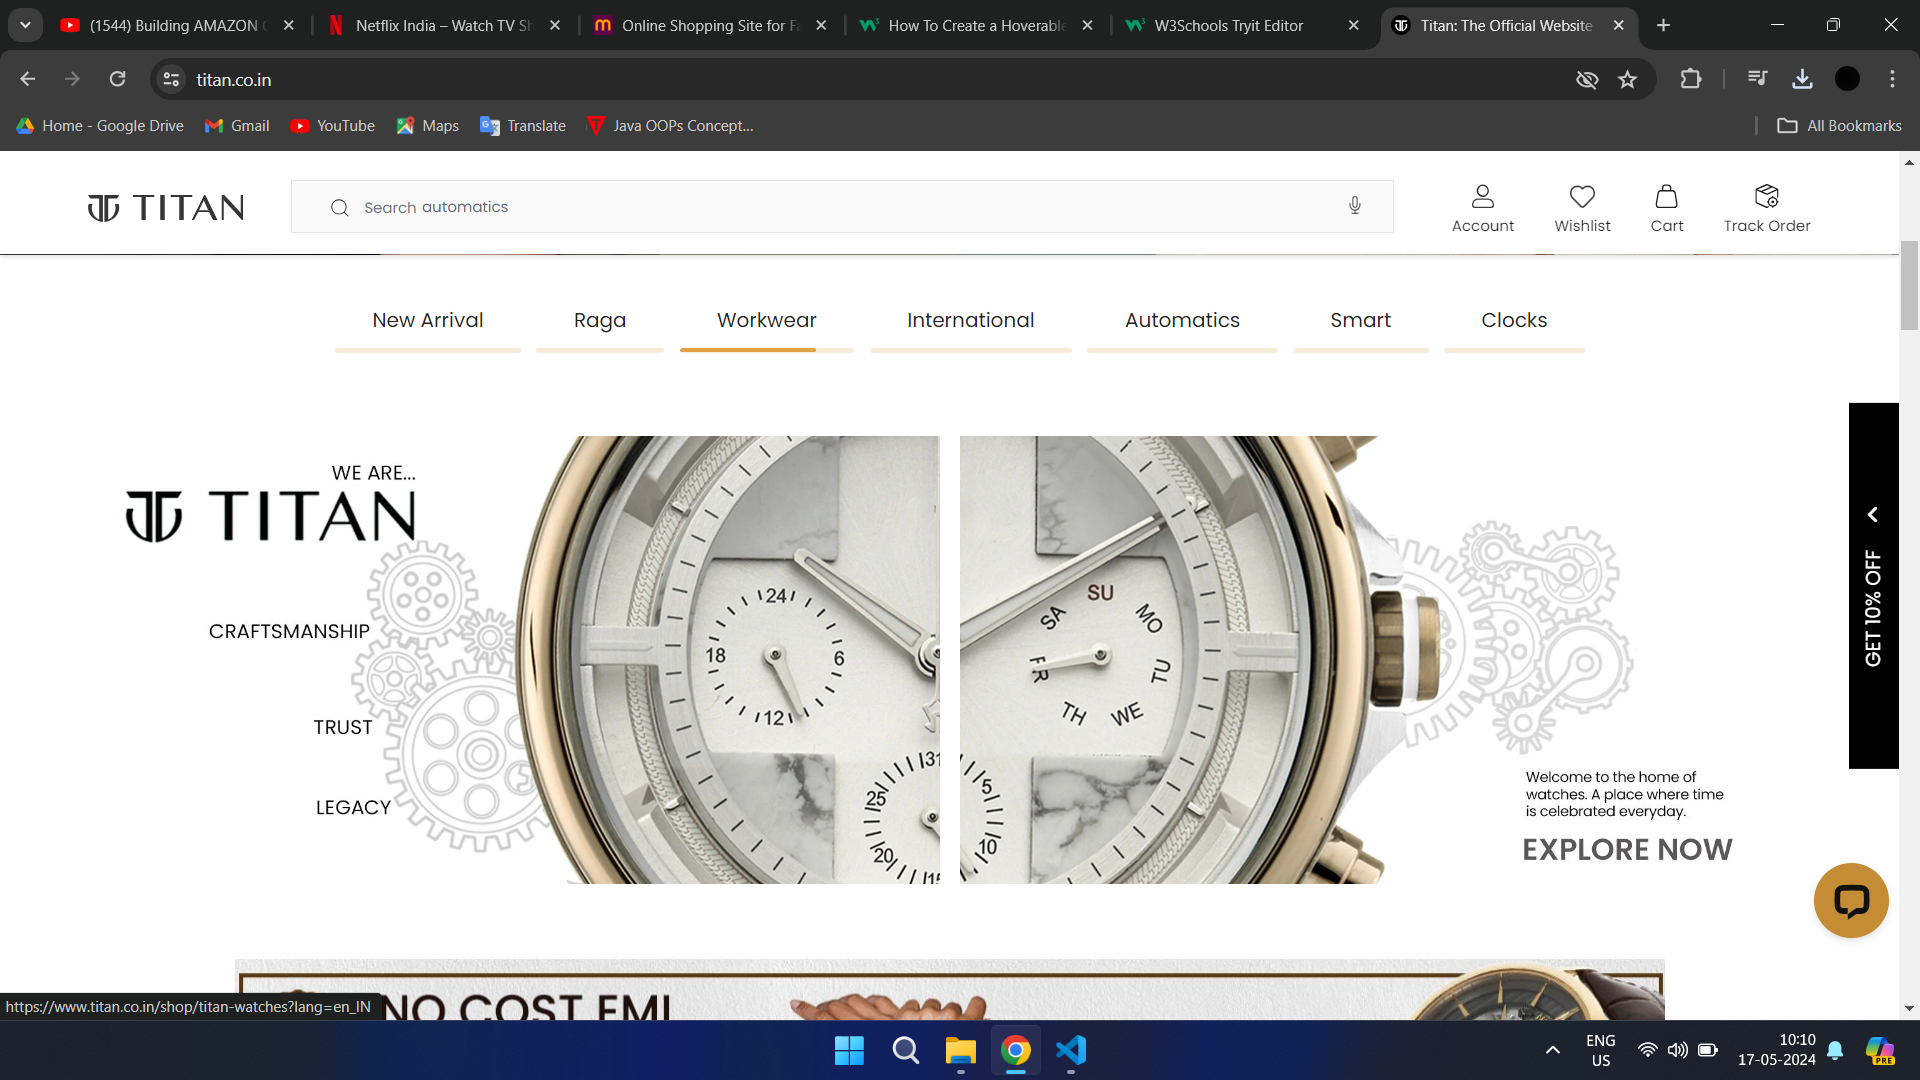 (1544) Building AMAZON
Netflix India – Watch TV Sh
Online Shopping Site for Fa
How To Create a Hoverable
W3Schools Tryit Editor
Titan: The Official Website
titan.co.in
Home - Google Drive
Gmail
YouTube
Maps
Translate
Java OOPs Concept...
All Bookmarks
TITAN
Search automatics
Account
Wishlist
Cart
Track Order
New Arrival
Raga
Workwear
International
Automatics
Smart
Clocks
WE ARE...
TITAN
CRAFTSMANSHIP
TRUST
LEGACY
24
18
6
12
31
25
20
15
SU
MO
TU
WE
TH
FR
SA
5
10
Welcome to the home of
watches. A place where time
is celebrated everyday.
EXPLORE NOW
GET 10% OFF
NO COST EMI
https://www.titan.co.in/shop/titan-watches?lang=en_IN
ENG
US
10:10
17-05-2024
PRE